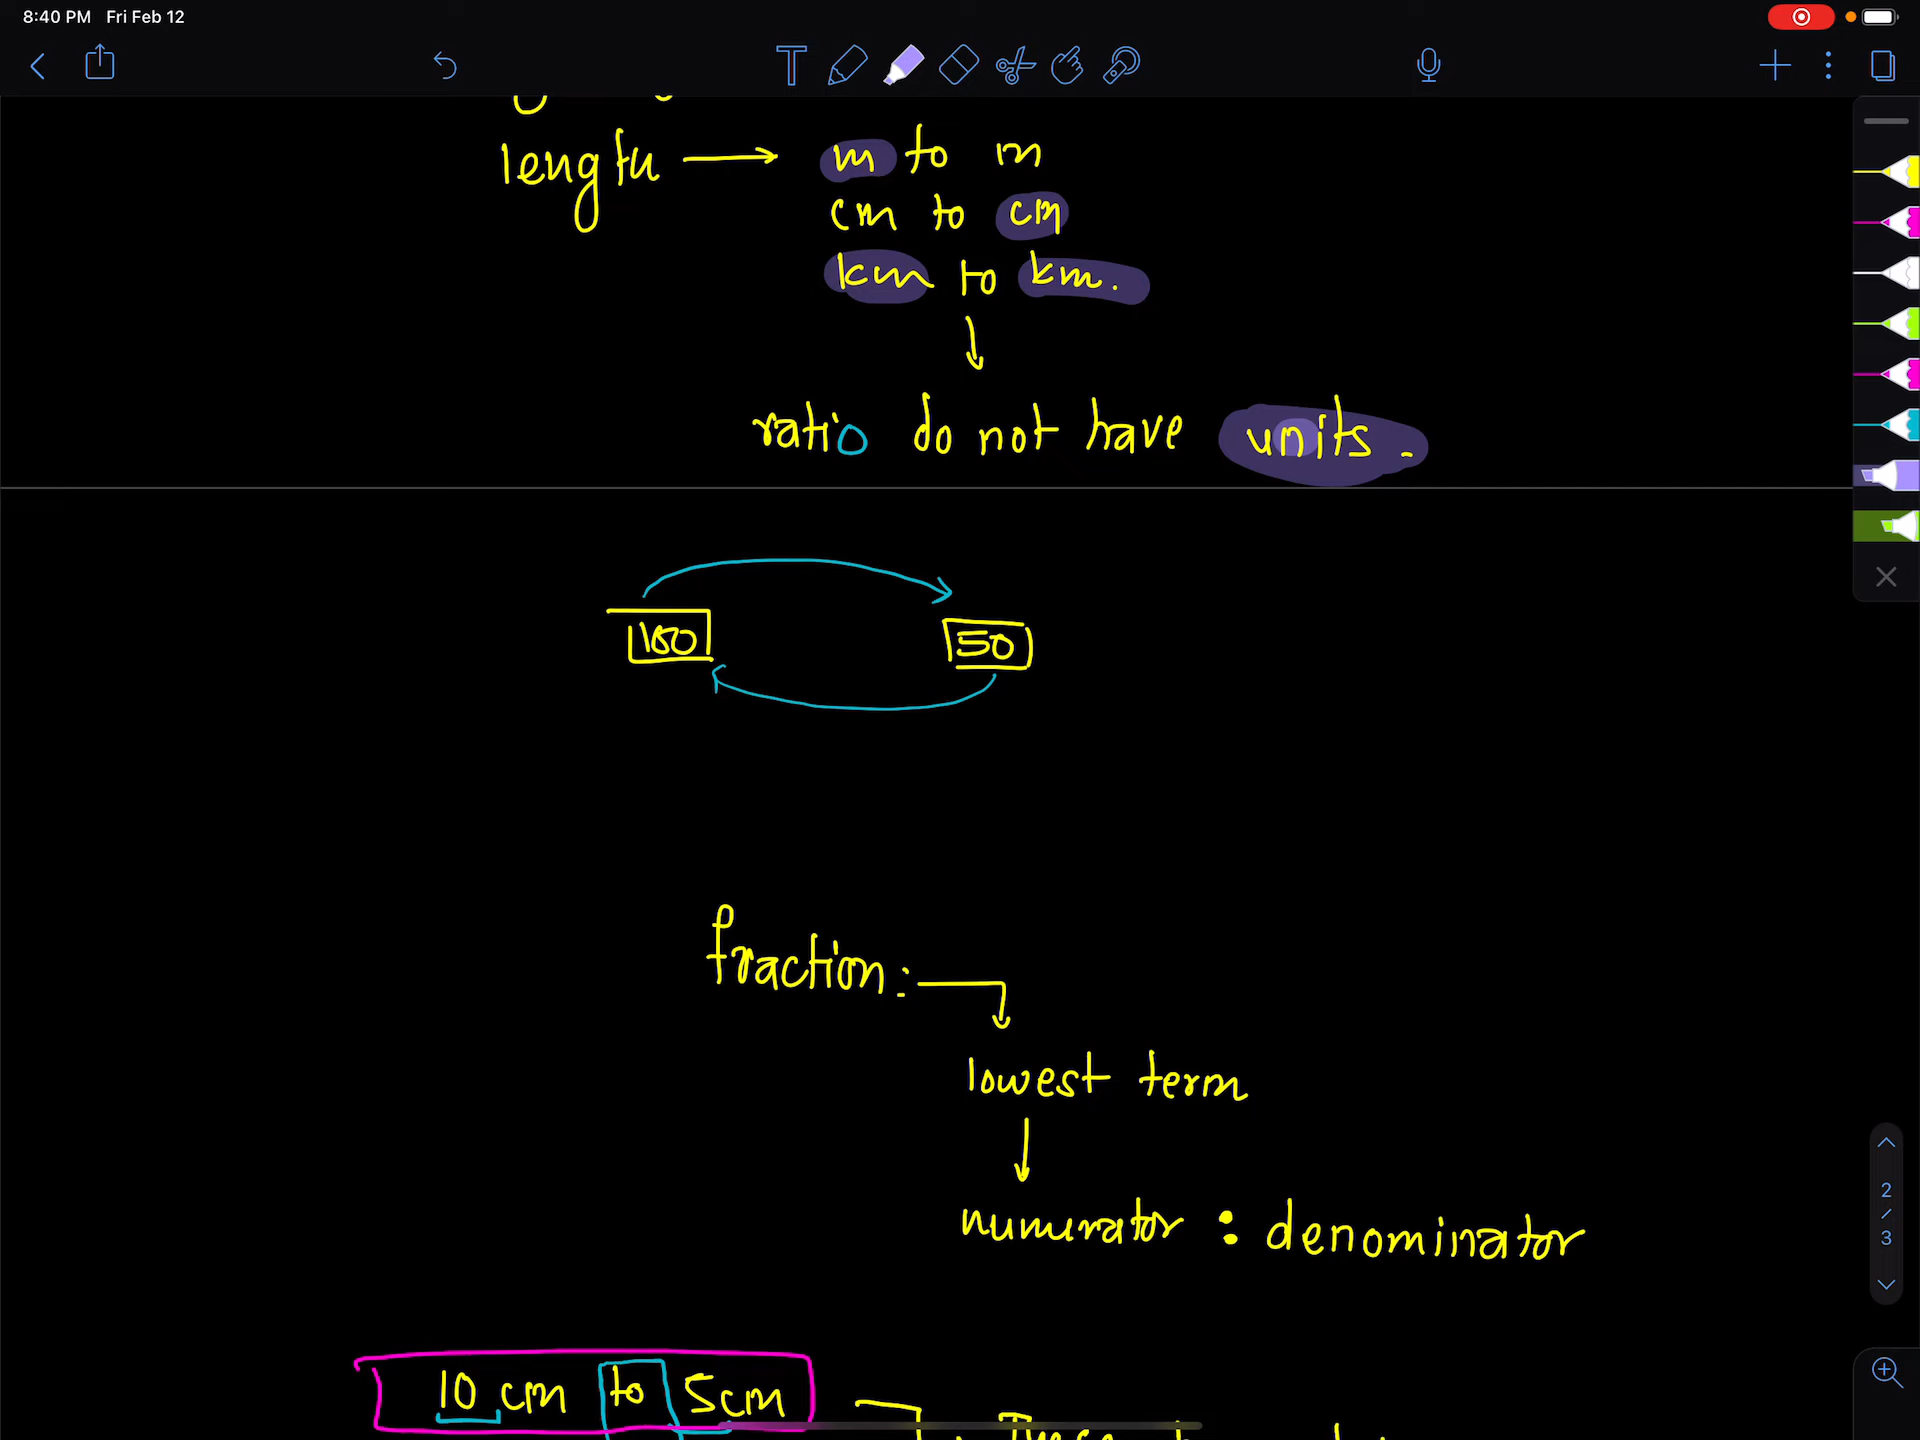 8:40 PM Fri Feb 12
length → m to m
cm to cm
km to km.
ratio do not have units.
100 50
fraction:
lowest term
numerator : denominator
2
/
3
10 cm to 5cm